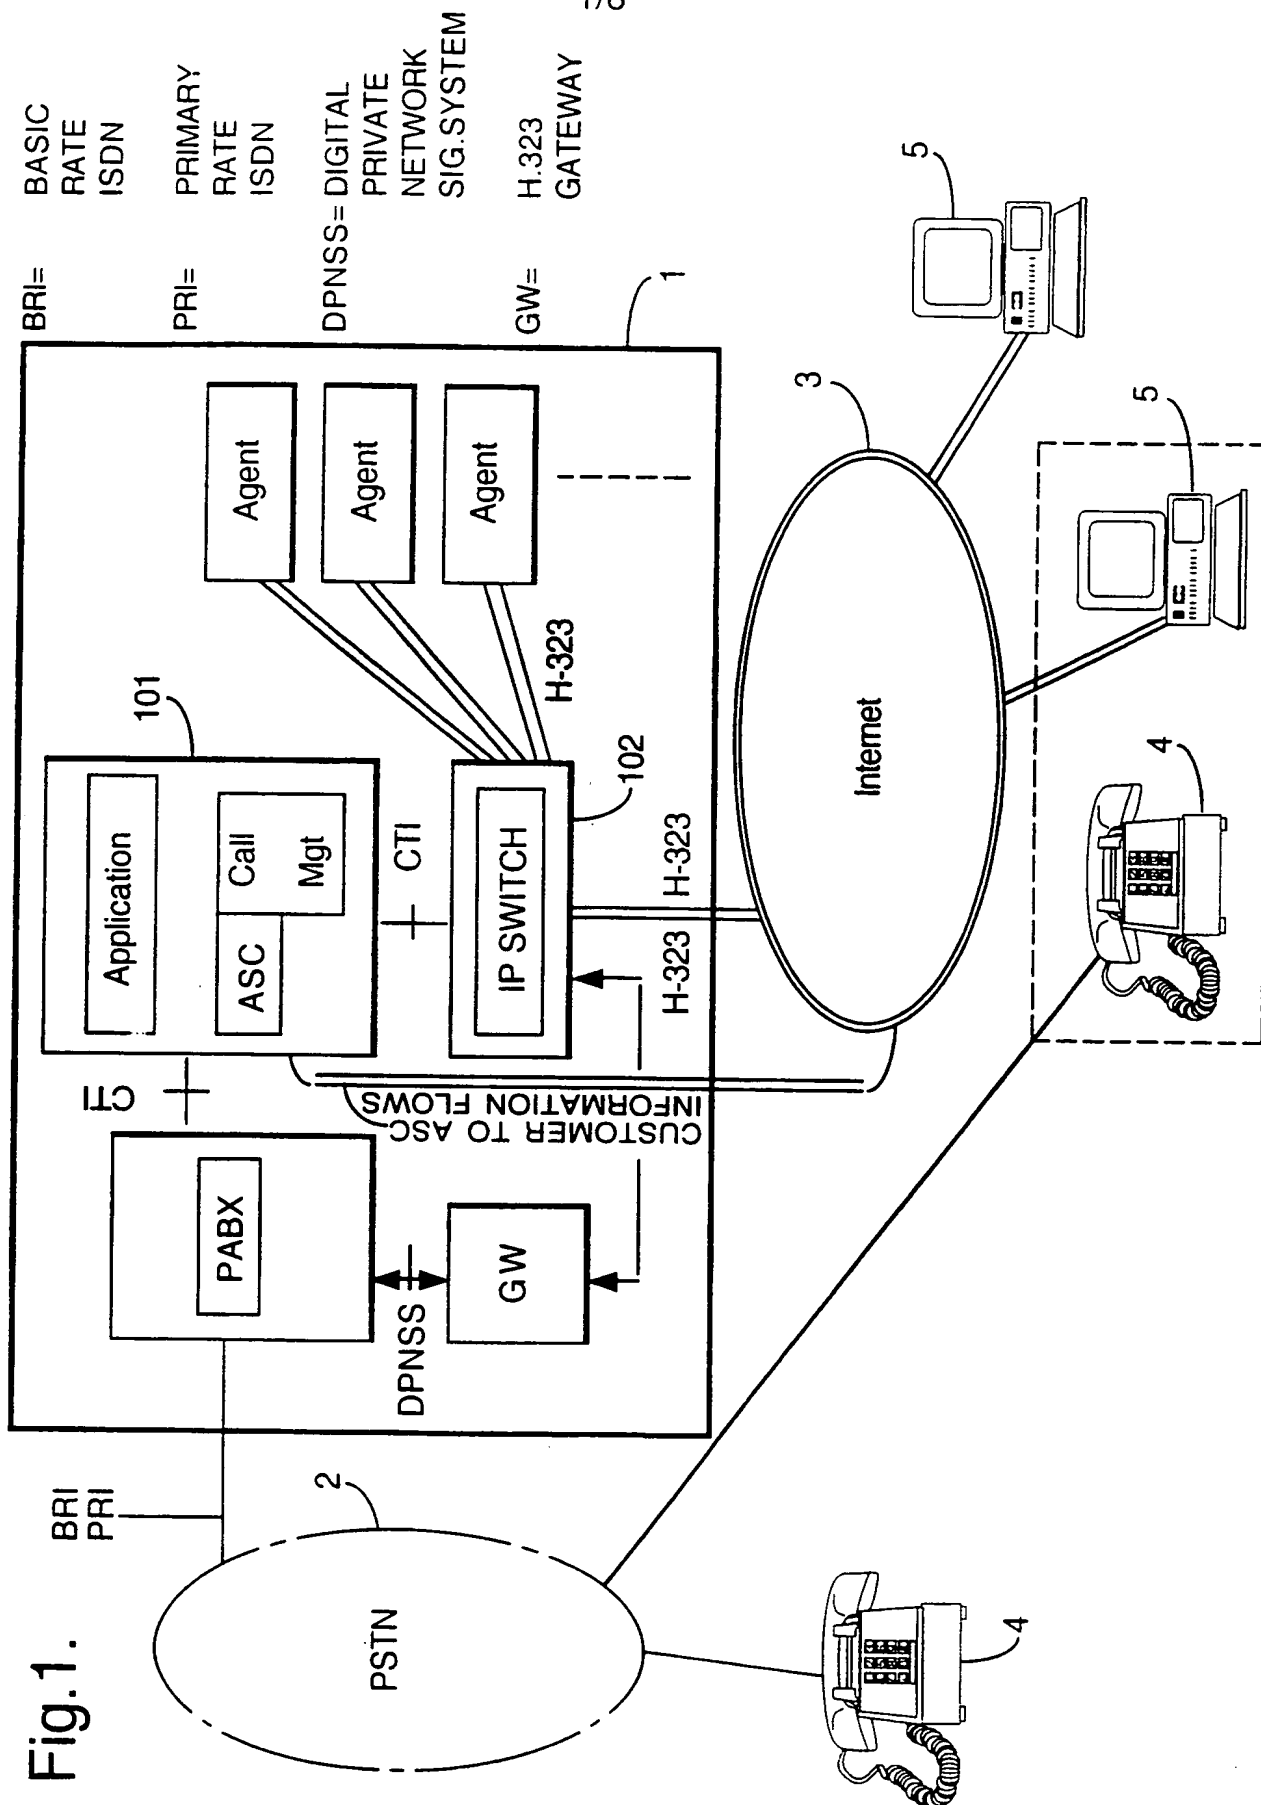 Fig.1.
BRI= BASIC
RATE
ISDN
PRI= PRIMARY
RATE
ISDN
DPNSS= DIGITAL
PRIVATE
NETWORK
SIG.SYSTEM
GW= H.323
GATEWAY
BRI
PRI
2
PSTN
4
PABX
CTI
DPNSS
GW
CUSTOMER TO ASC
INFORMATION FLOWS
101
Application
ASC
Call
Mgt
CTI
IP SWITCH
102
H-323
H-323
H-323
Agent
Agent
Agent
1
3
Internet
4
5
5